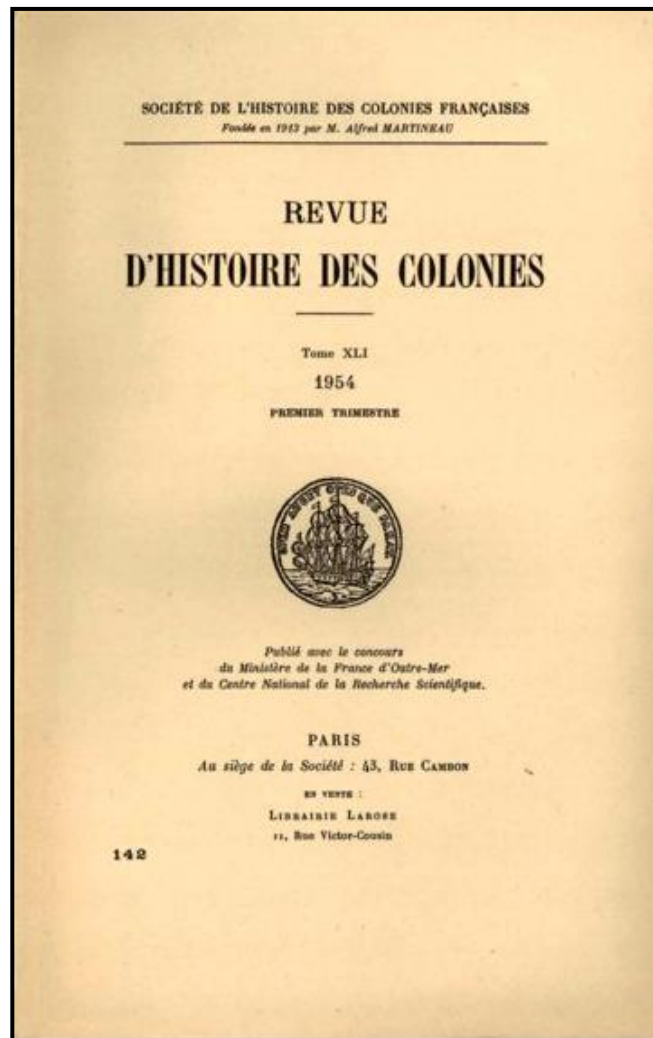 SOCIÉTÉ DE L'HISTOIRE DES COLONIES FRANÇAISES
Fondée en 1913 par M. Alfred MARTINEAU
REVUE
D'HISTOIRE DES COLONIES
Tome XLI
1954
PREMIER TRIMESTRE
Publié avec le concours
du Ministère de la France d'Outre-Mer
et du Centre National de la Recherche Scientifique.
PARIS
Au siège de la Société : 43, RUE CAMBON
EN VENTE :
LIBRAIRIE LAROSE
11, Rue Victor-Cousin
142